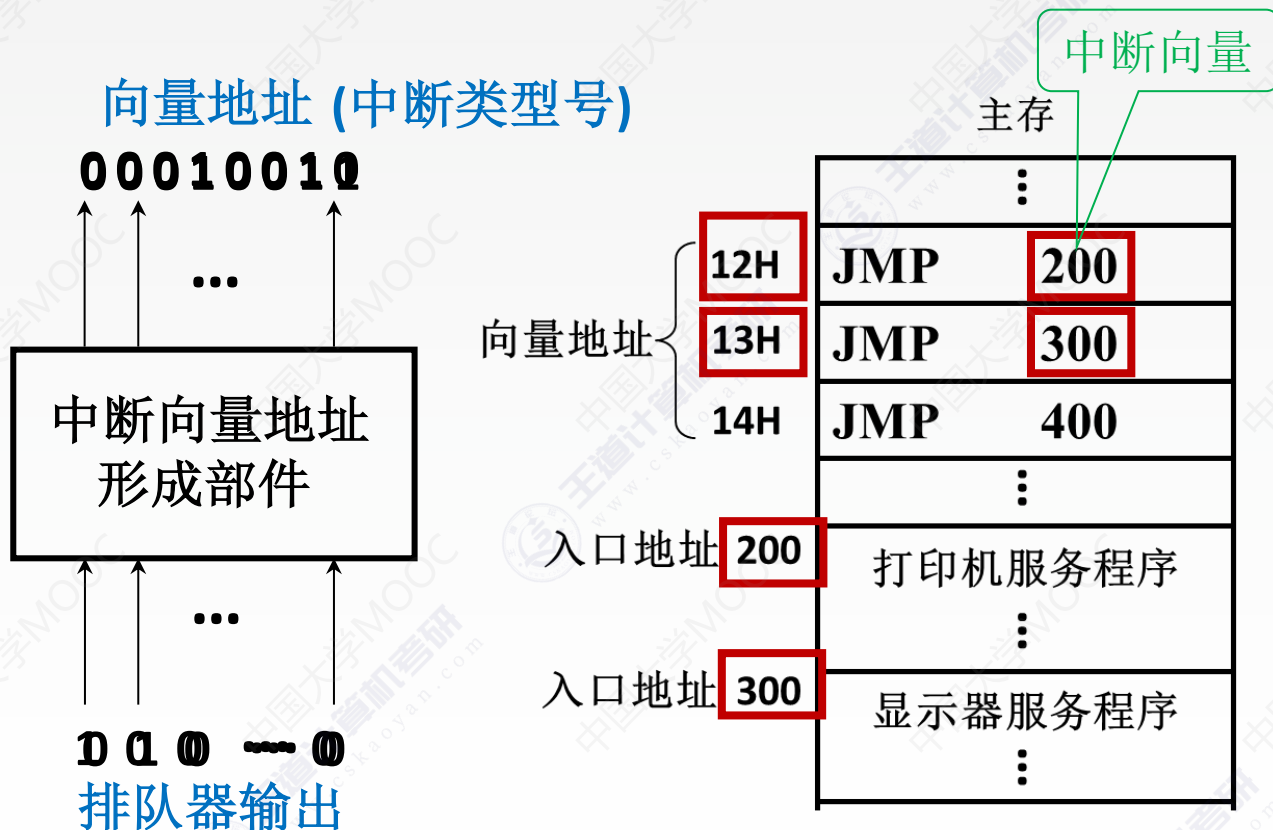 中断向量
向量地址 (中断类型号)
主存
向量地址
12H JMP 200
13H JMP 300
14H JMP 400
中断向量地址
形成部件
入口地址 200 打印机服务程序
入口地址 300 显示器服务程序
排队器输出